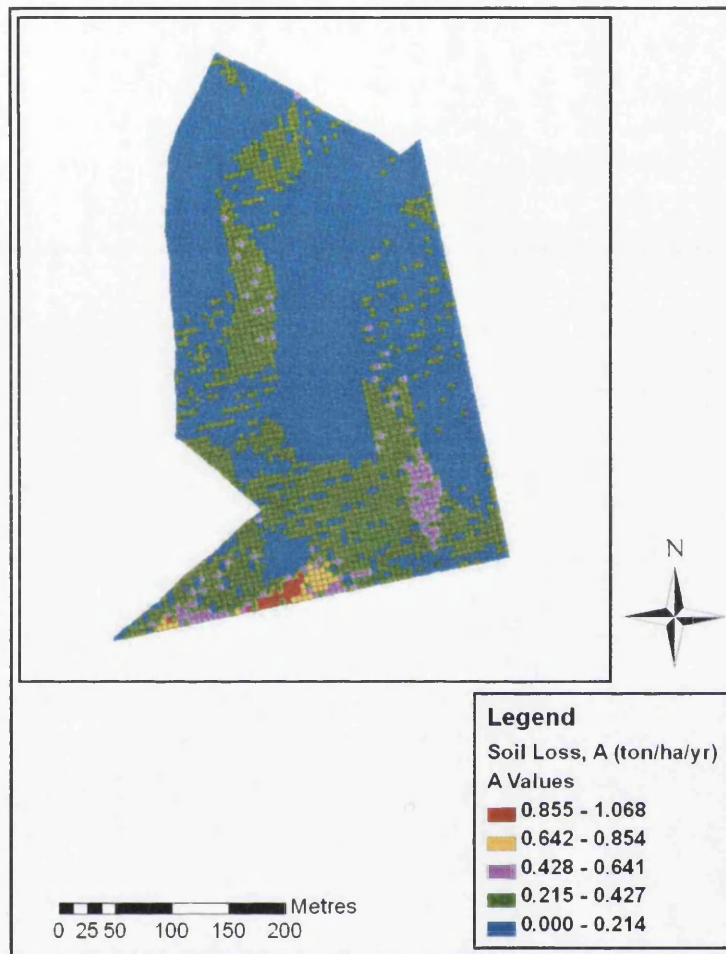 N
Legend
Soil Loss, A (ton/ha/yr)
A Values
0.855 - 1.068
0.642 - 0.854
0.428 - 0.641
0.215 - 0.427
0.000 - 0.214
Metres
0 25 50 100 150 200